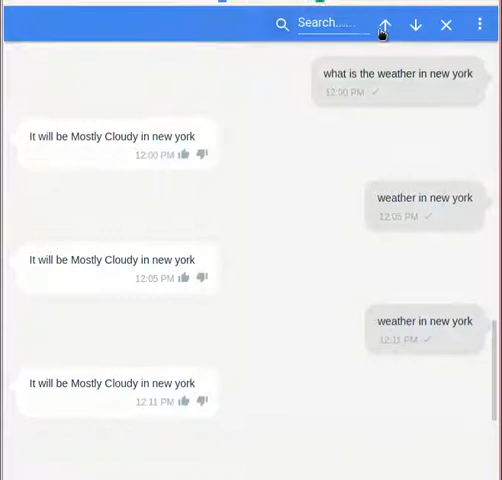 Search.......
what is the weather in new york
12:00 PM ✓
It will be Mostly Cloudy in new york
12:00 PM
weather in new york
12:05 PM ✓
It will be Mostly Cloudy in new york
12:05 PM
weather in new york
12:11 PM ✓
It will be Mostly Cloudy in new york
12:11 PM